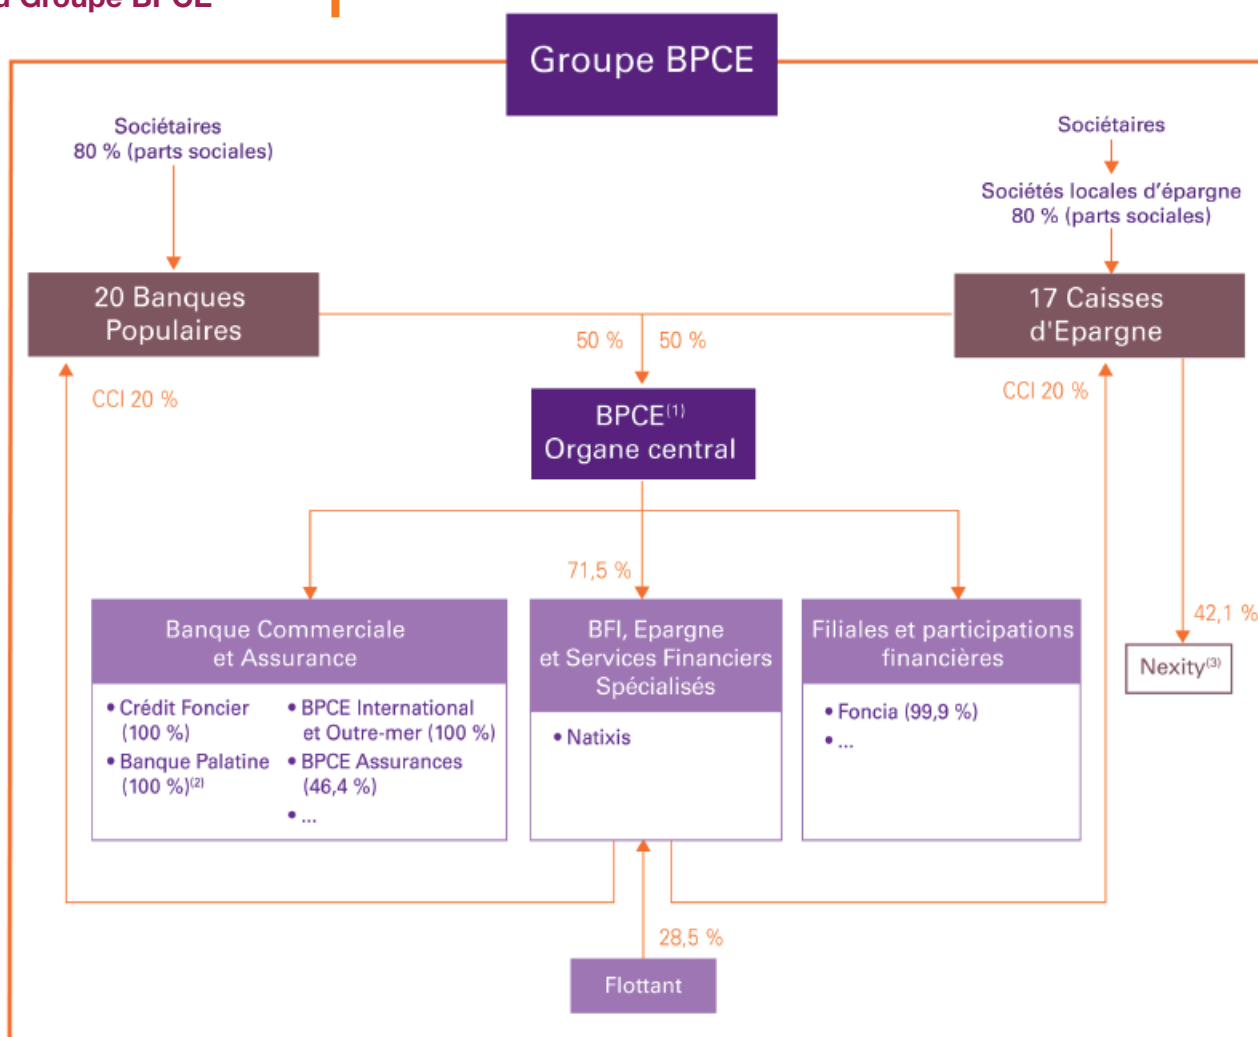 Groupe BPCE
Groupe BPCE
Sociétaires
80 % (parts sociales)
Sociétaires
Sociétés locales d'épargne
80 % (parts sociales)
20 Banques
Populaires
17 Caisses
d'Epargne
50 %
50 %
CCI 20 %
CCI 20 %
BPCE(1)
Organe central
71,5 %
42,1 %
Nexity(3)
Banque Commerciale
et Assurance
• Crédit Foncier
(100 %)
• Banque Palatine
(100 %)(2)
• BPCE International
et Outre-mer (100 %)
• BPCE Assurances
(46,4 %)
• ...
BFI, Epargne
et Services Financiers
Spécialisés
• Natixis
Filiales et participations
financières
• Foncia (99,9 %)
• ...
28,5 %
Flottant